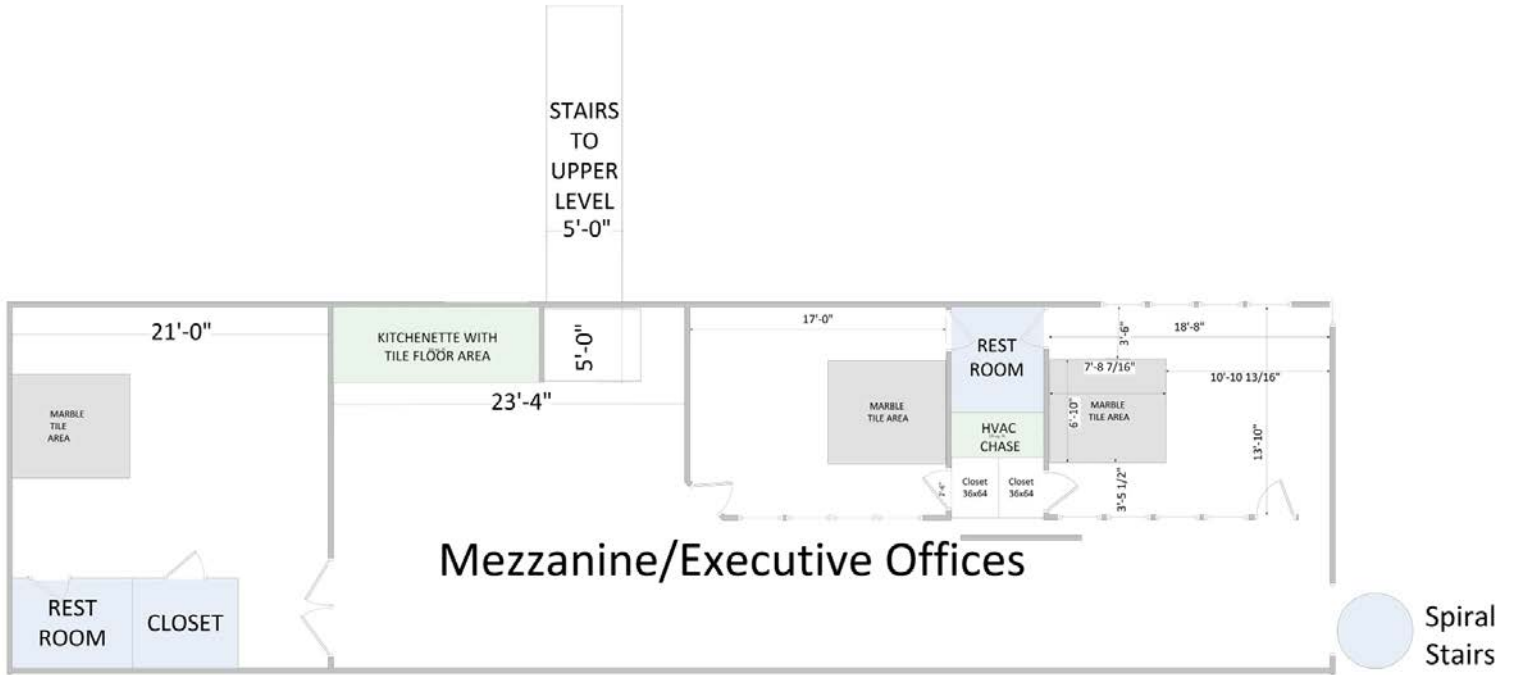 STAIRS
TO
UPPER
LEVEL
5'-0"
21'-0"
KITCHENETTE WITH
TILE FLOOR AREA
5'-0"
23'-4"
17'-0"
REST
ROOM
3'-6"
18'-8"
7'-8 7/16"
10'-10 13/16"
MARBLE
TILE
AREA
MARBLE
TILE AREA
6'-10"
MARBLE
TILE AREA
HVAC
CHASE
13'-10"
Closet
36x64
Closet
36x64
3'-5 1/2"
Mezzanine/Executive Offices
REST
ROOM
CLOSET
Spiral
Stairs